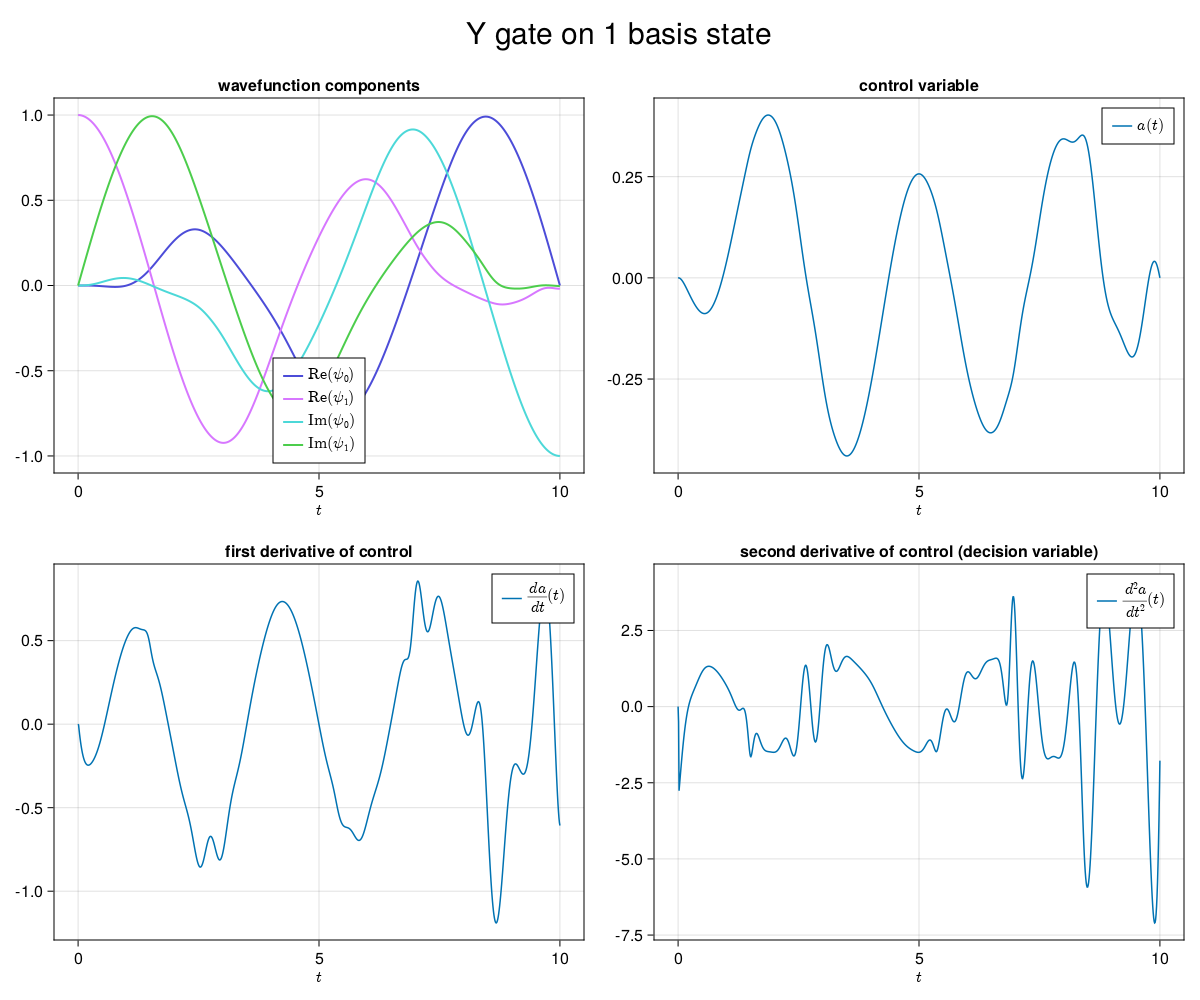 Y gate on 1 basis state
wavefunction components
1.0
0.5
0.0
-0.5
-1.0
Re(ψ₀)
Re(ψ₁)
Im(ψ₀)
Im(ψ₁)
0 5 10
t
control variable
a(t)
0.25
0.00
-0.25
0 5 10
t
first derivative of control
da/dt(t)
0.5
0.0
-0.5
-1.0
0 5 10
t
second derivative of control (decision variable)
d²a/dt²(t)
2.5
0.0
-2.5
-5.0
-7.5
0 5 10
t